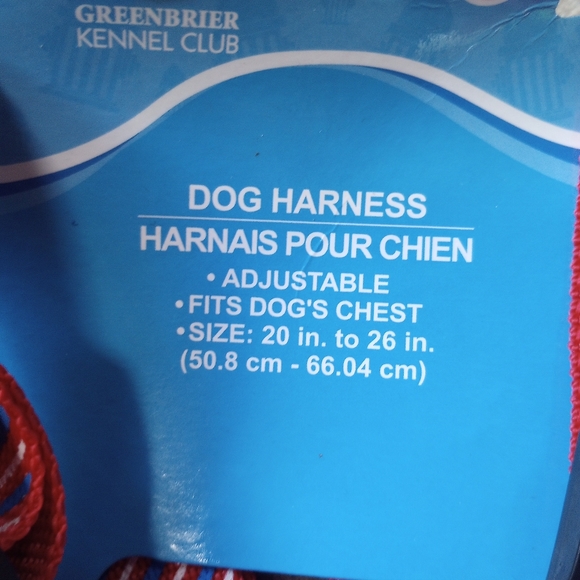 GREENBRIER
KENNEL CLUB
DOG HARNESS
HARNAIS POUR CHIEN
• ADJUSTABLE
• FITS DOG'S CHEST
• SIZE: 20 in. to 26 in.
(50.8 cm - 66.04 cm)